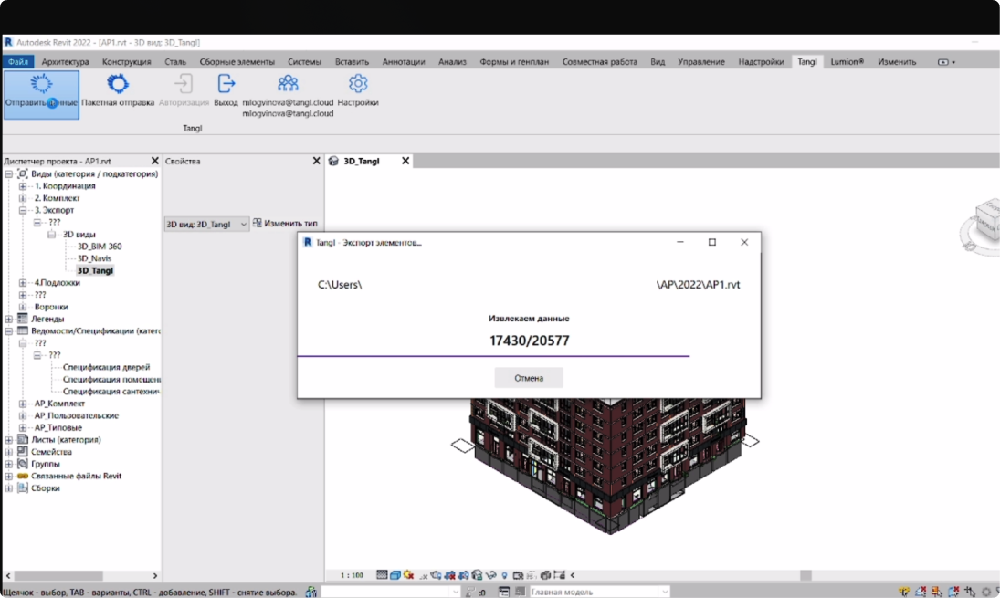 Autodesk Revit 2022 - [AP1.rvt - 3D вид: 3D_Tangl]
Файл Архитектура Конструкция Сталь Сборные элементы Системы Вставить Аннотации Анализ Формы и генплан Совместная работа Вид Управление Надстройки Tangl Lumion® Изменить
Отправить данные Пакетная отправка Авторизация Выход mlogvinova@tangl.cloud Настройки
mlogvinova@tangl.cloud
Tangl
Диспетчер проекта - AP1.rvt
Свойства
3D_Tangl
Виды (категория / подкатегория)
1. Координация
2. Комплект
3. Экспорт
???
3D виды
3D_BIM 360
3D_Navis
3D_Tangl
4.Подложки
???
Воронки
Легенды
Ведомости/Спецификации (катего
???
???
Спецификация дверей
Спецификация помещени
Спецификация сантехнич
АР_Комплект
АР_Пользовательские
АР_Типовые
Листы (категория)
Семейства
Группы
Связанные файлы Revit
Сборки
3D вид: 3D_Tangl
Изменить тип
Tangl - Экспорт элементов...
C:\Users\ \AP\2022\AP1.rvt
Извлекаем данные
17430/20577
Отмена
1 : 100
Щелчок - выбор, TAB - варианты, CTRL - добавление, SHIFT - снятие выбора.
:0
Главная модель